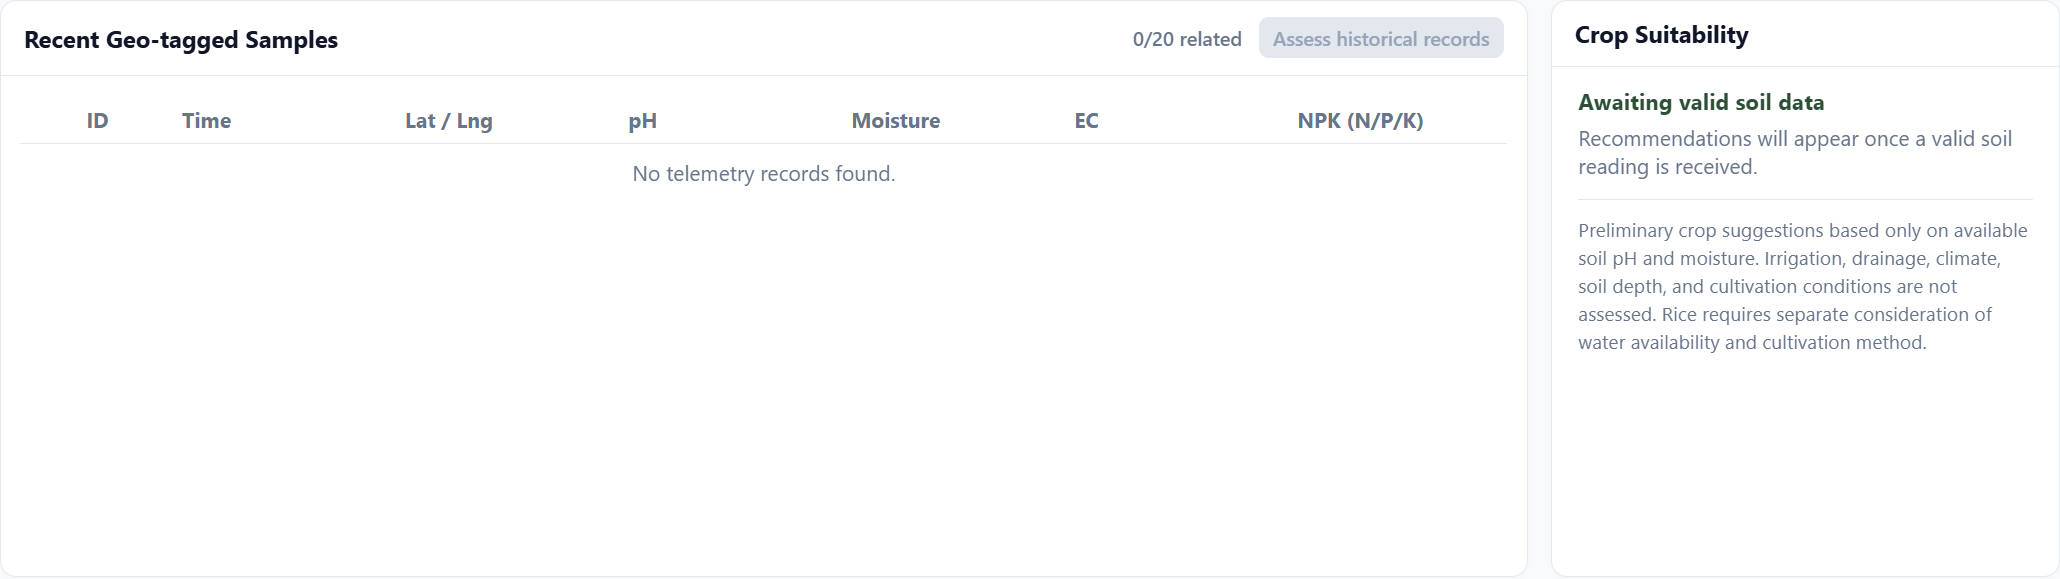 Recent Geo-tagged Samples
0/20 related
Assess historical records
ID Time Lat / Lng pH Moisture EC NPK (N/P/K)
No telemetry records found.
Crop Suitability
Awaiting valid soil data
Recommendations will appear once a valid soil
reading is received.
Preliminary crop suggestions based only on available
soil pH and moisture. Irrigation, drainage, climate,
soil depth, and cultivation conditions are not
assessed. Rice requires separate consideration of
water availability and cultivation method.